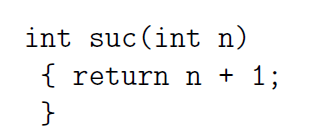 int suc(int n)
{ return n + 1;
}